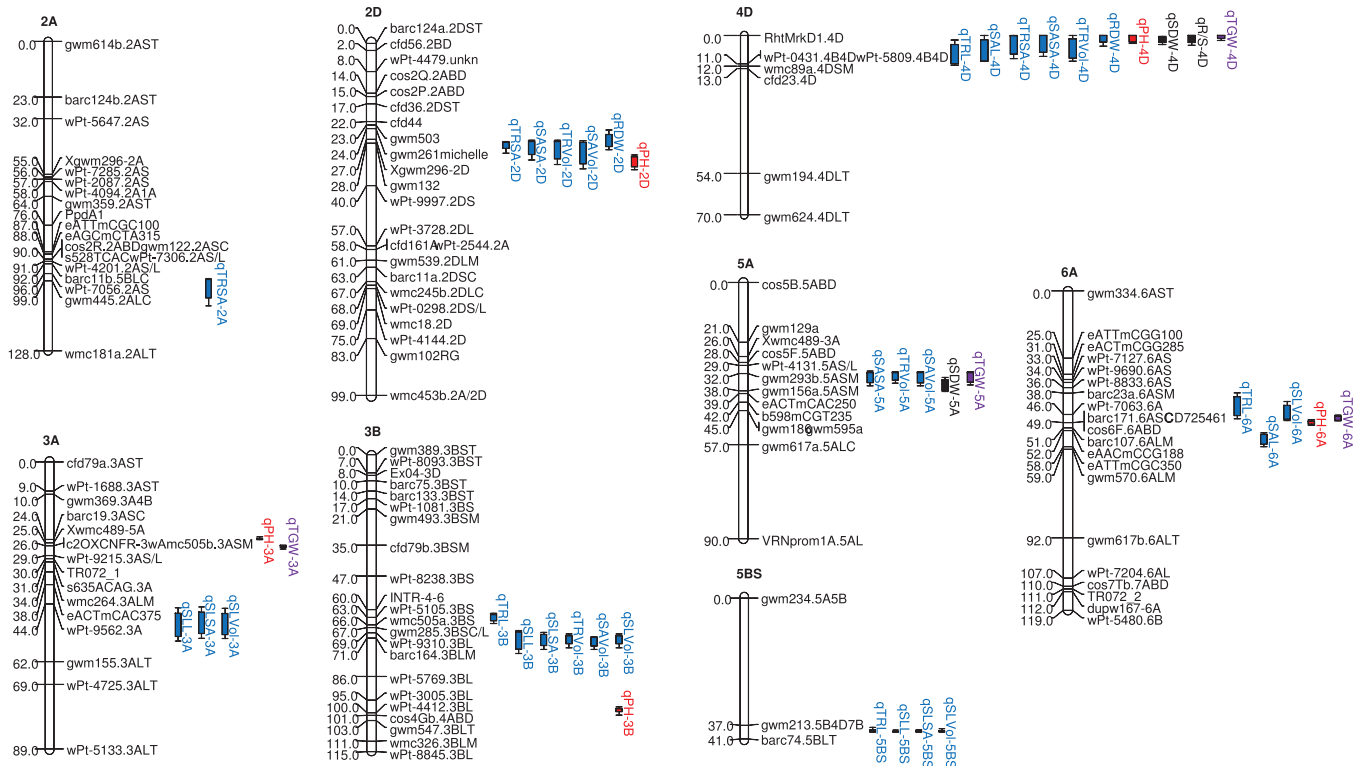 2A
0.0 gwm614b.2AST
23.0 barc124b.2AST
32.0 wPt-5647.2AS
55.0 Xgwm296-2A
56.0 wPt-7285.2AS
57.0 wPt-2087.2AS
58.0 wPt-4094.2A1A
64.0 gwm359.2AST
76.0 PpdA1
87.0 eATTmCGC100
88.0 eAGCmCTA315
cos2R.2ABDgwm122.2ASC
90.0 s528TCACwPt-7306.2AS/L
91.0 wPt-4201.2AS/L
92.0 barc11b.5BLC
96.0 wPt-7056.2AS
99.0 gwm445.2ALC
128.0 wmc181a.2ALT
qTRSA-2A
2D
0.0 barc124a.2DST
2.0 cfd56.2BD
8.0 wPt-4479.unkn
14.0 cos2Q.2ABD
15.0 cos2P.2ABD
17.0 cfd36.2DST
22.0 cfd44
23.0 gwm503
24.0 gwm261michelle
27.0 Xgwm296-2D
28.0 gwm132
40.0 wPt-9997.2DS
57.0 wPt-3728.2DL
58.0 cfd161AwPt-2544.2A
61.0 gwm539.2DLM
63.0 barc11a.2DSC
67.0 wmc245b.2DLC
68.0 wPt-0298.2DS/L
69.0 wmc18.2D
75.0 wPt-4144.2D
83.0 gwm102RG
99.0 wmc453b.2A/2D
qTRSA-2D
qSASA-2D
qTRVol-2D
qSAVol-2D
qRDW-2D
qPH-2D
4D
0.0 RhtMrkD1.4D
11.0 wPt-0431.4B4DwPt-5809.4B4D
12.0 wmc89a.4DSM
13.0 cfd23.4D
54.0 gwm194.4DLT
70.0 gwm624.4DLT
qTRL-4D
qSAL-4D
qTRSA-4D
qSASA-4D
qTRVol-4D
qRDW-4D
qPH-4D
qSDW-4D
qR/S-4D
qTGW-4D
5A
0.0 cos5B.5ABD
21.0 gwm129a
26.0 Xwmc489-3A
28.0 cos5F.5ABD
29.0 wPt-4131.5AS/L
32.0 gwm293b.5ASM
38.0 gwm156a.5ASM
39.0 eACTmCAC250
42.0 b598mCGT235
45.0 gwm186gwm595a
57.0 gwm617a.5ALC
90.0 VRNprom1A.5AL
qSASA-5A
qTRVol-5A
qSAVol-5A
qSDW-5A
qTGW-5A
6A
0.0 gwm334.6AST
25.0 eATTmCGG100
31.0 eACTmCGG285
33.0 wPt-7127.6AS
34.0 wPt-9690.6AS
36.0 wPt-8833.6AS
38.0 barc23a.6ASM
46.0 wPt-7063.6A
49.0 barc171.6ASCD725461
cos6F.6ABD
51.0 barc107.6ALM
52.0 eAACmCCG188
58.0 eATTmCGC350
59.0 gwm570.6ALM
92.0 gwm617b.6ALT
107.0 wPt-7204.6AL
110.0 cos7Tb.7ABD
111.0 TR072_2
112.0 dupw167-6A
119.0 wPt-5480.6B
qTRL-6A
qSAL-6A
qSLVol-6A
qPH-6A
qTGW-6A
3A
0.0 cfd79a.3AST
9.0 wPt-1688.3AST
10.0 gwm369.3A4B
24.0 barc19.3ASC
25.0 Xwmc489-5A
26.0 c2OXCNFR-3wAmc505b.3ASM
29.0 wPt-9215.3AS/L
30.0 TR072_1
31.0 s635ACAG.3A
34.0 wmc264.3ALM
38.0 eACTmCAC375
44.0 wPt-9562.3A
62.0 gwm155.3ALT
69.0 wPt-4725.3ALT
89.0 wPt-5133.3ALT
qSLL-3A
qSLSA-3A
qSLVol-3A
qPH-3A
qTGW-3A
3B
0.0 gwm389.3BST
7.0 wPt-8093.3BST
8.0 Ex04-3D
10.0 barc75.3BST
14.0 barc133.3BST
17.0 wPt-1081.3BS
21.0 gwm493.3BSM
35.0 cfd79b.3BSM
47.0 wPt-8238.3BS
60.0 INTR-4-6
63.0 wPt-5105.3BS
66.0 wmc505a.3BS
67.0 gwm285.3BSC/L
69.0 wPt-9310.3BL
71.0 barc164.3BLM
86.0 wPt-5769.3BL
95.0 wPt-3005.3BL
100.0 wPt-4412.3BL
101.0 cos4Gb.4ABD
103.0 gwm547.3BLT
111.0 wmc326.3BLM
115.0 wPt-8845.3BL
qTRL-3B
qSLL-3B
qSLSA-3B
qTRVol-3B
qSAVol-3B
qSLVol-3B
qPH-3B
5BS
0.0 gwm234.5A5B
37.0 gwm213.5B4D7B
41.0 barc74.5BLT
qTRL-5BS
qSLL-5BS
qSLSA-5BS
qSLVol-5BS